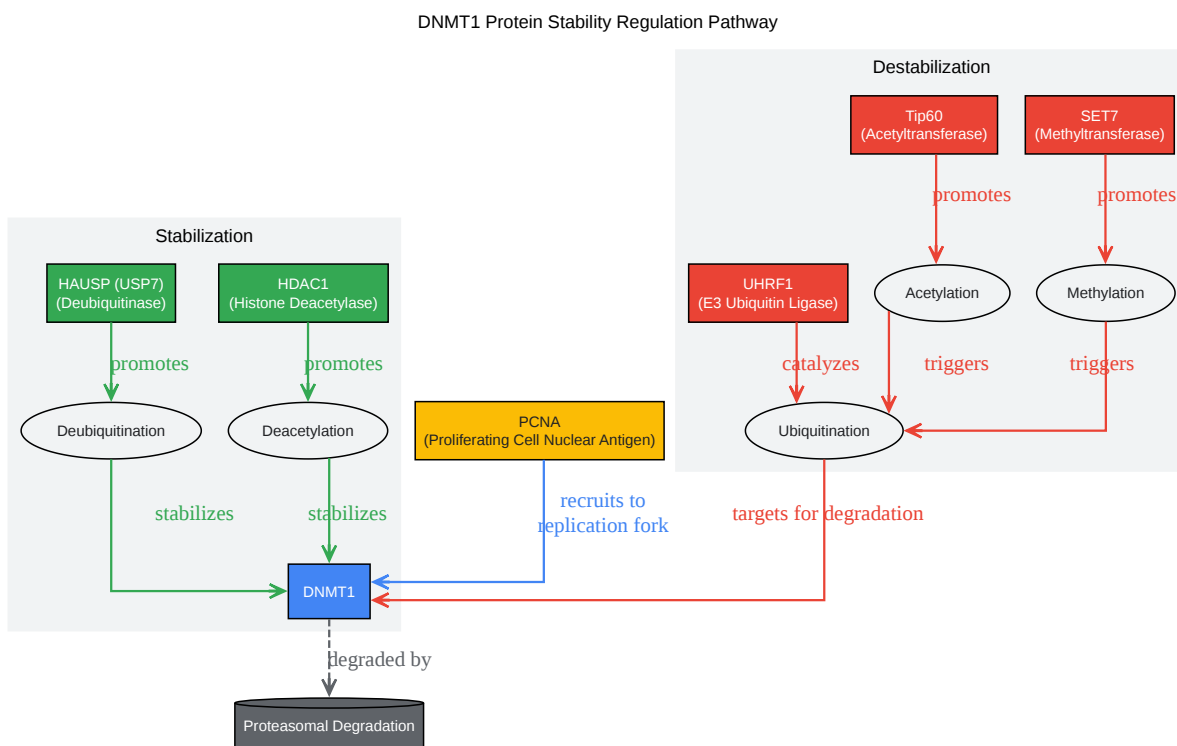 DNMT1 Protein Stability Regulation Pathway
Destabilization
Tip60
(Acetyltransferase)
SET7
(Methyltransferase)
promotes
promotes
Stabilization
HAUSP (USP7)
(Deubiquitinase)
HDAC1
(Histone Deacetylase)
UHRF1
(E3 Ubiquitin Ligase)
Acetylation
Methylation
promotes
promotes
catalyzes
triggers
triggers
Deubiquitination
Deacetylation
PCNA
(Proliferating Cell Nuclear Antigen)
Ubiquitination
stabilizes
stabilizes
recruits to
replication fork
targets for degradation
DNMT1
degraded by
Proteasomal Degradation